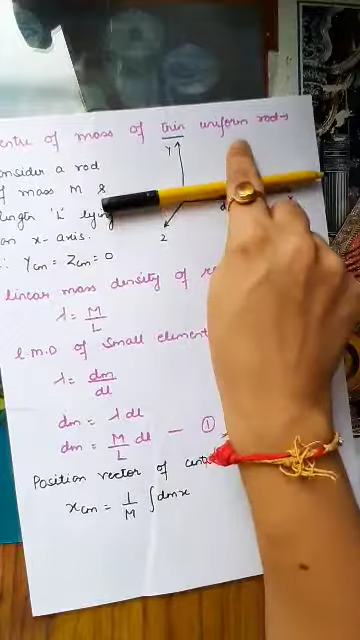 entre of mass of thin uniform rod →
onsider a rod
f mass M &
length 'L' lying
on x-axis.
∴ Ycm = Zcm = 0
Y
Z
linear mass density of
λ = M/L
L.M.D of small element
λ = dm/dl
dm = λ dl
dm = M/L dl — ①
Position vector of
xcm = 1/M ∫ dm x